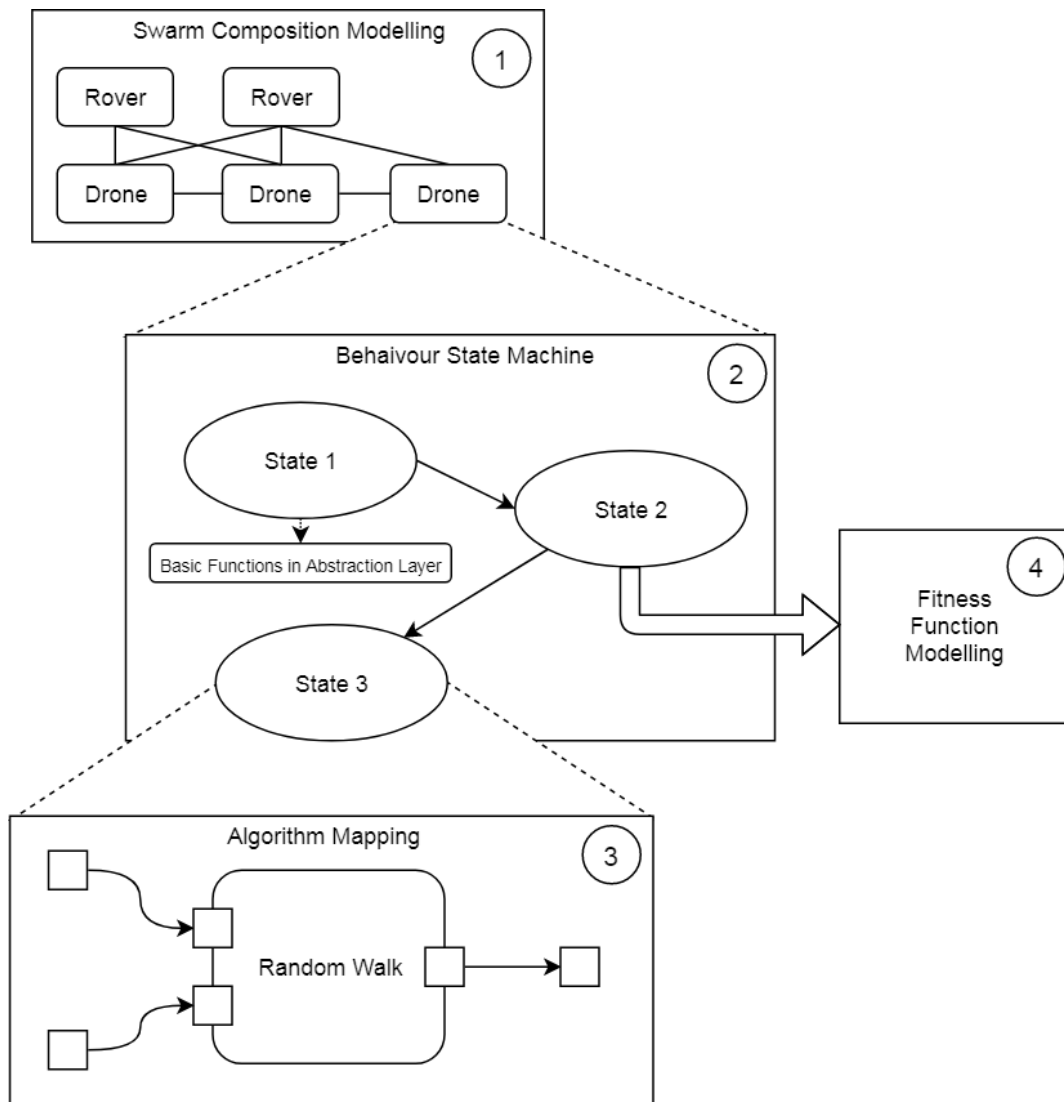 Swarm Composition Modelling
1
Rover
Rover
Drone
Drone
Drone
Behaivour State Machine
2
State 1
State 2
Basic Functions in Abstraction Layer
State 3
4
Fitness
Function
Modelling
Algorithm Mapping
3
Random Walk